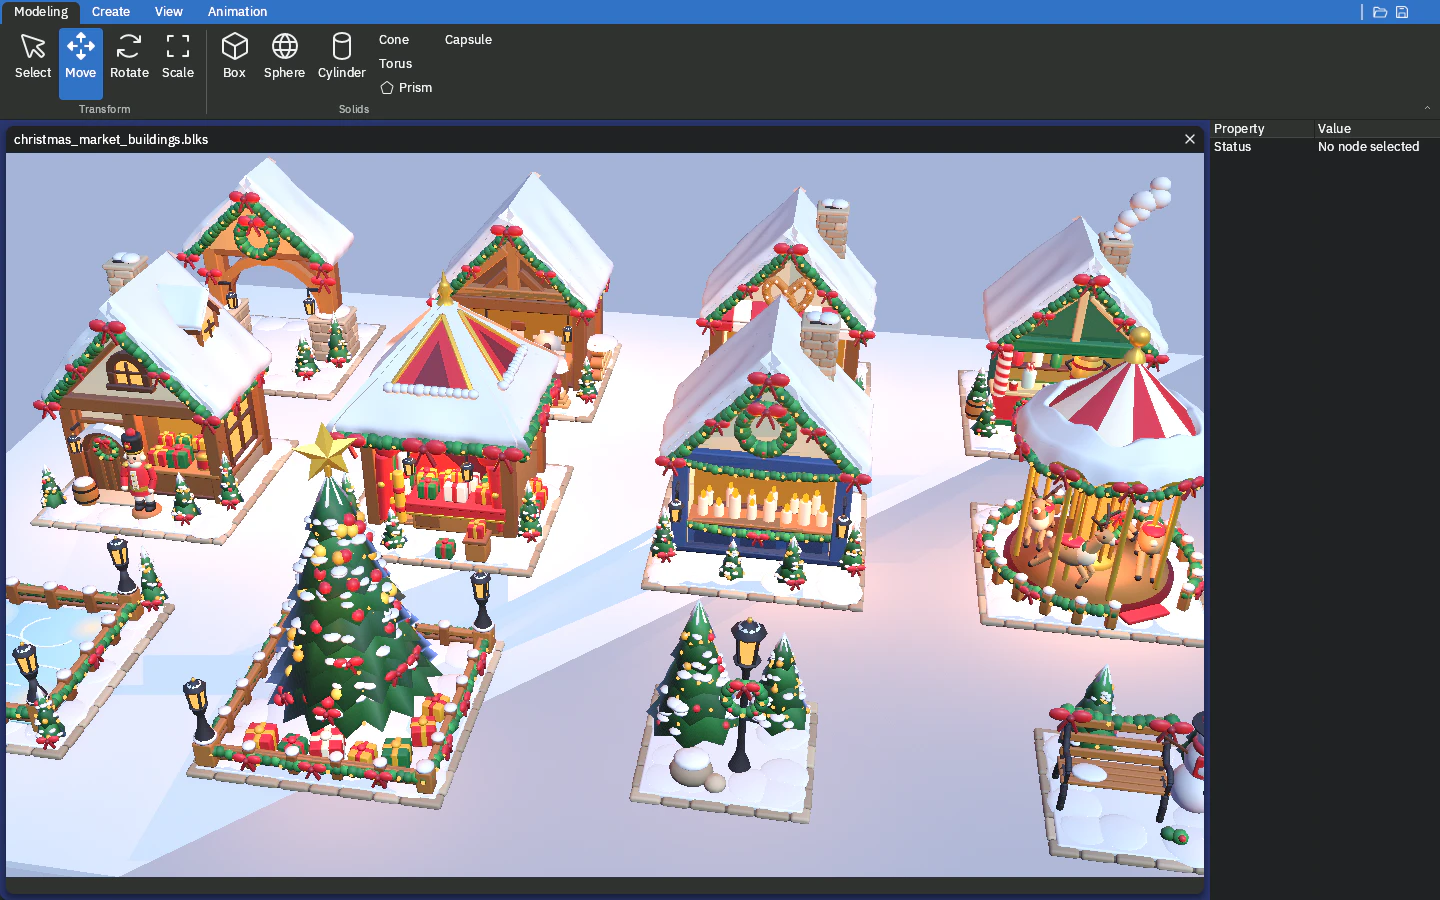 Modeling Create View Animation
Select Move Rotate Scale Box Sphere Cylinder Cone Capsule
Torus
Prism
Transform Solids
christmas_market_buildings.blks
Property Value
Status No node selected